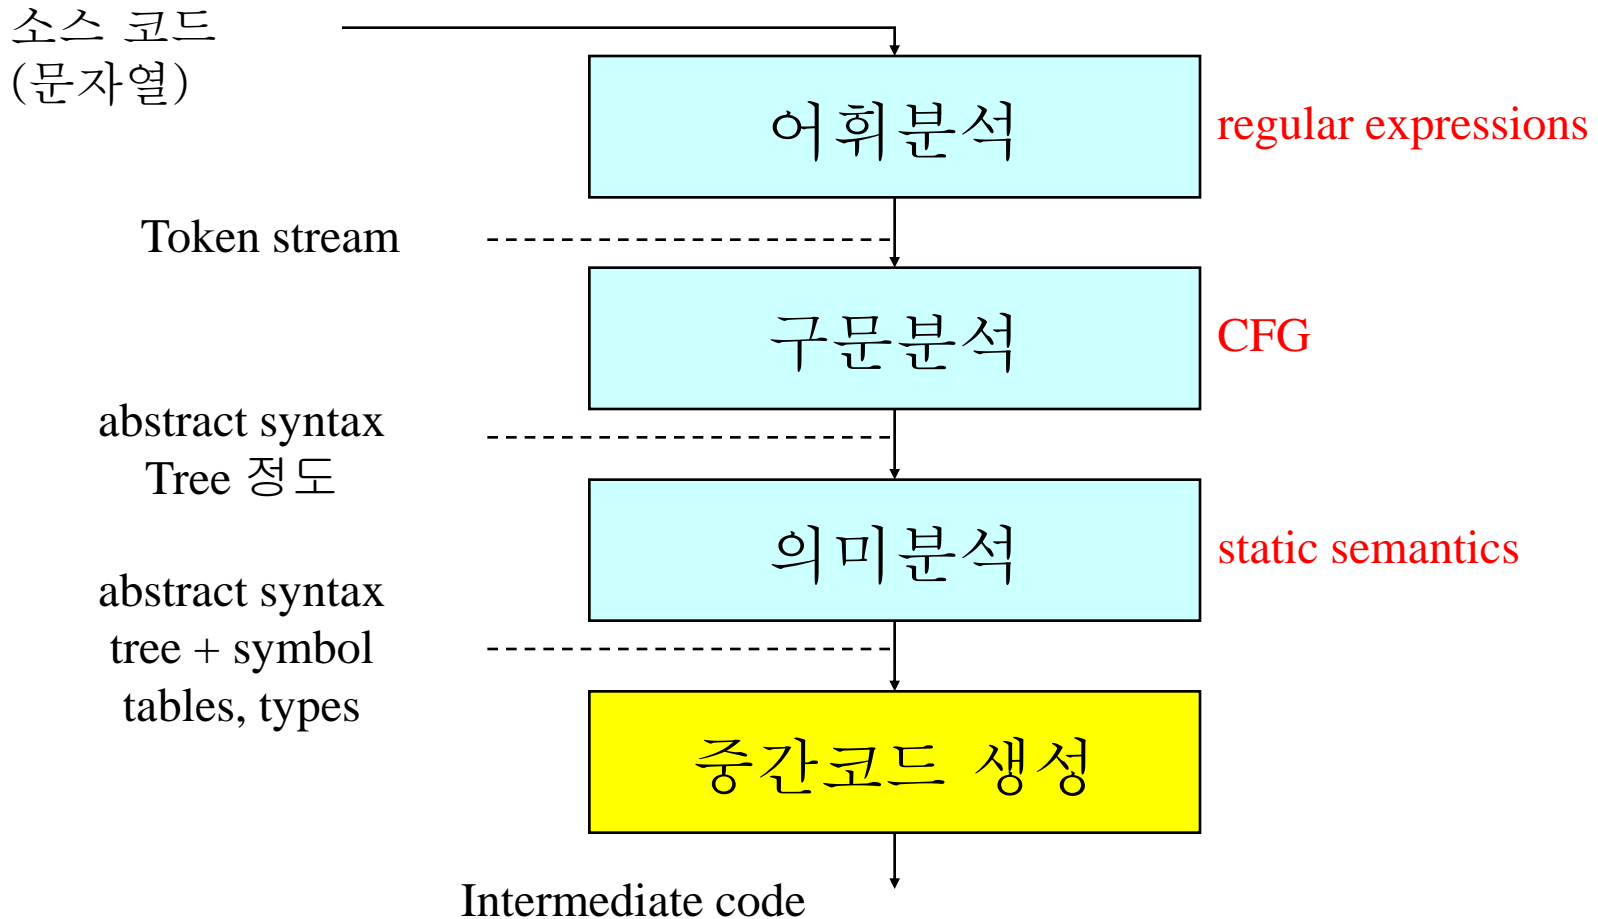 소스 코드
(문자열)
어휘분석
regular expressions
Token stream
구문분석
CFG
abstract syntax
Tree 정도
의미분석
static semantics
abstract syntax
tree + symbol
tables, types
중간코드 생성
Intermediate code